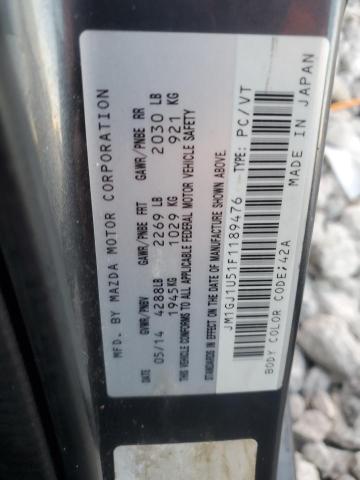 MFD. BY MAZDA MOTOR CORPORATION
DATE GVWR/PNBV GAWR/PNBE FRT GAWR/PNBE RR
05/14 4288LB 2269 LB 2030 LB
1945KG 1029KG 921 KG
THIS VEHICLE CONFORMS TO ALL APPLICABLE FEDERAL MOTOR VEHICLE SAFETY
STANDARDS IN EFFECT ON THE DATE OF MANUFACTURE SHOWN ABOVE.
JM1GJ1U51F1189476 TYPE: PC/VT
BODY COLOR CODE:42A MADE IN JAPAN